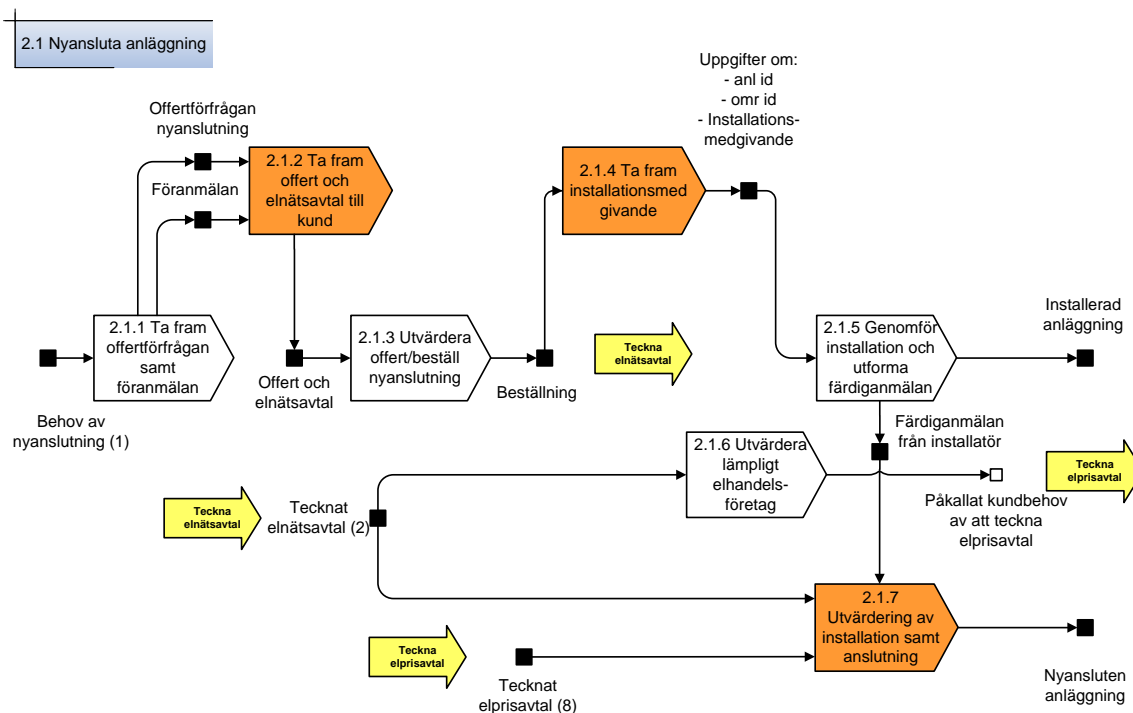 2.1 Nyansluta anläggning
Uppgifter om:
- anl id
- omr id
- Installations-
medgivande
Offertförfrågan
nyanslutning
2.1.2 Ta fram
offert och
elnätsavtal till
kund
Föranmälan
2.1.4 Ta fram
installationsmed
givande
2.1.1 Ta fram
offertförfrågan
samt
föranmälan
2.1.3 Utvärdera
offert/beställ
nyanslutning
Teckna
elnätsavtal
2.1.5 Genomför
installation och
utforma
färdiganmälan
Installerad
anläggning
Behov av
nyanslutning (1)
Offert och
elnätsavtal
Beställning
Färdiganmälan
från installatör
2.1.6 Utvärdera
lämpligt
elhandels-
företag
Teckna
elprisavtal
Påkallat kundbehov
av att teckna
elprisavtal
Teckna
elnätsavtal
Tecknat
elnätsavtal (2)
2.1.7
Utvärdering av
installation samt
anslutning
Teckna
elprisavtal
Tecknat
elprisavtal (8)
Nyansluten
anläggning